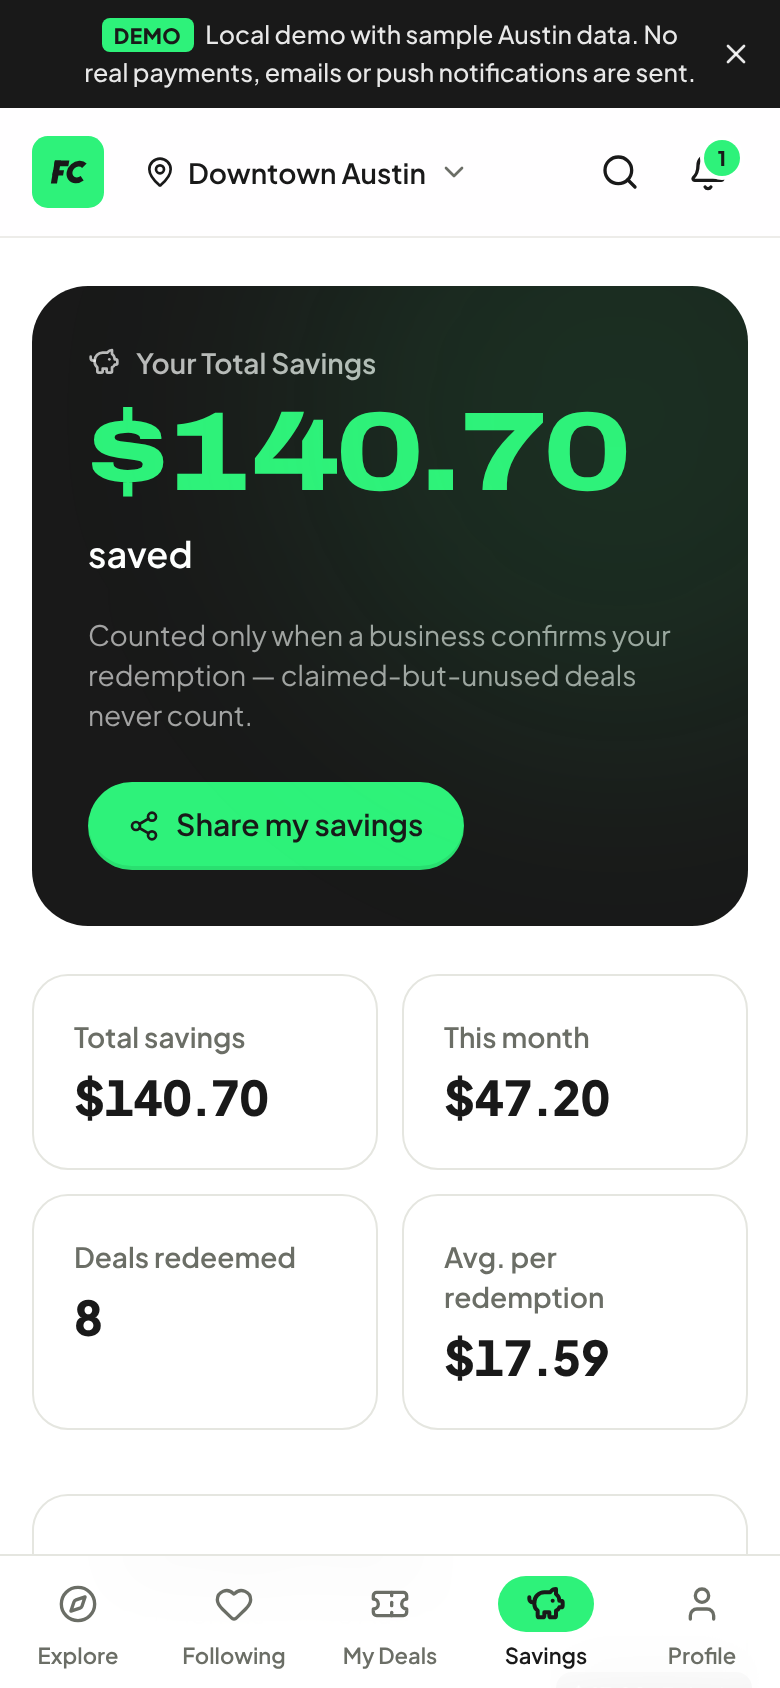 DEMO Local demo with sample Austin data. No
real payments, emails or push notifications are sent.
FC
Downtown Austin
1
Your Total Savings
$140.70
saved
Counted only when a business confirms your
redemption — claimed-but-unused deals
never count.
Share my savings
Total savings
$140.70
This month
$47.20
Deals redeemed
8
Avg. per
redemption
$17.59
Explore
Following
My Deals
Savings
Profile